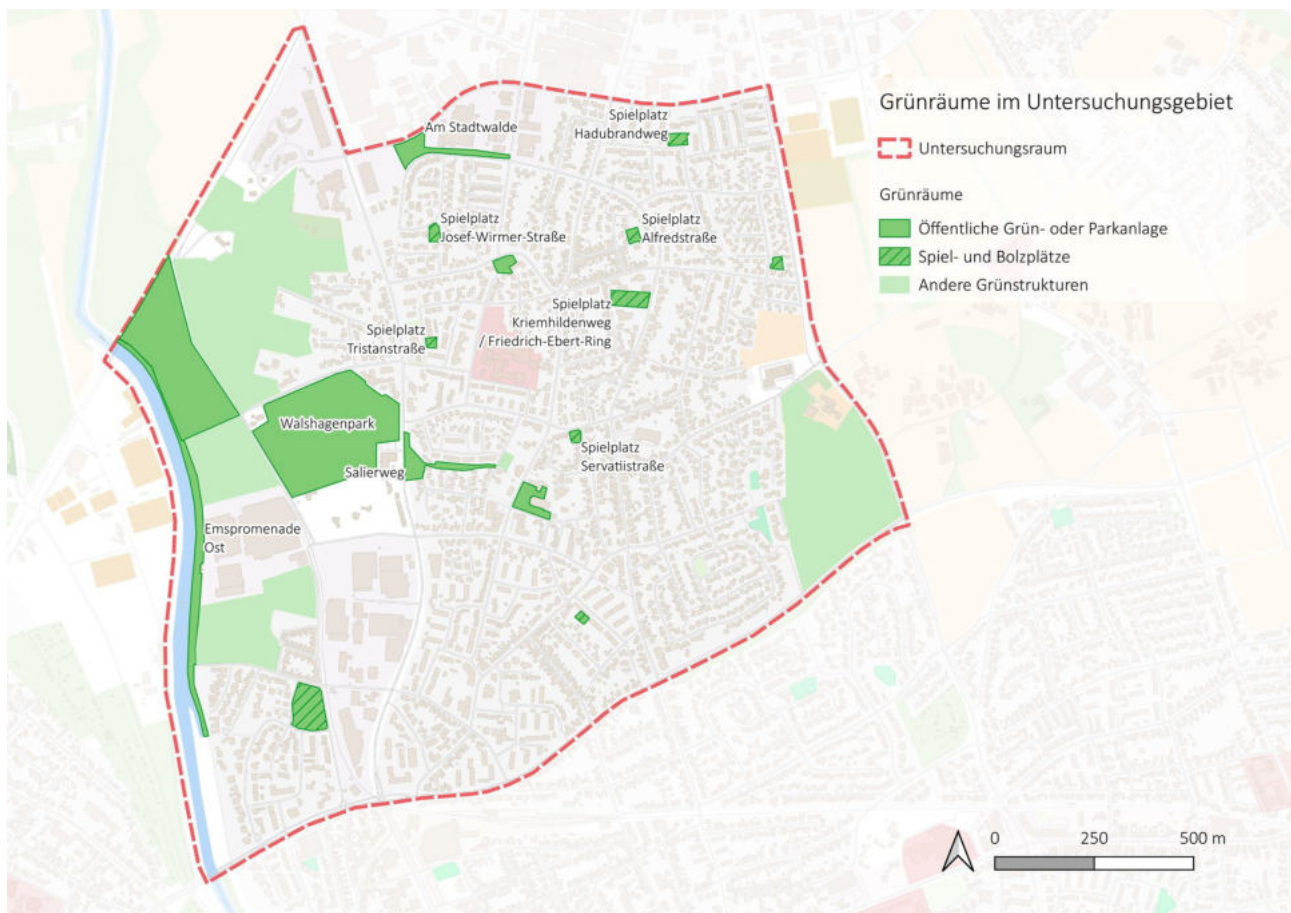 Grünräume im Untersuchungsgebiet
Untersuchungsraum
Grünräume
Öffentliche Grün- oder Parkanlage
Spiel- und Bolzplätze
Andere Grünstrukturen
Am Stadtwalde
Spielplatz
Hadubrandweg
Spielplatz
Josef-Wirmer-Straße
Spielplatz
Alfredstraße
Spielplatz
Kriemhildenweg
/ Friedrich-Ebert-Ring
Spielplatz
Tristanstraße
Walshagenpark
Salierweg
Spielplatz
Servatiistraße
Emspromenade
Ost
0 250 500 m